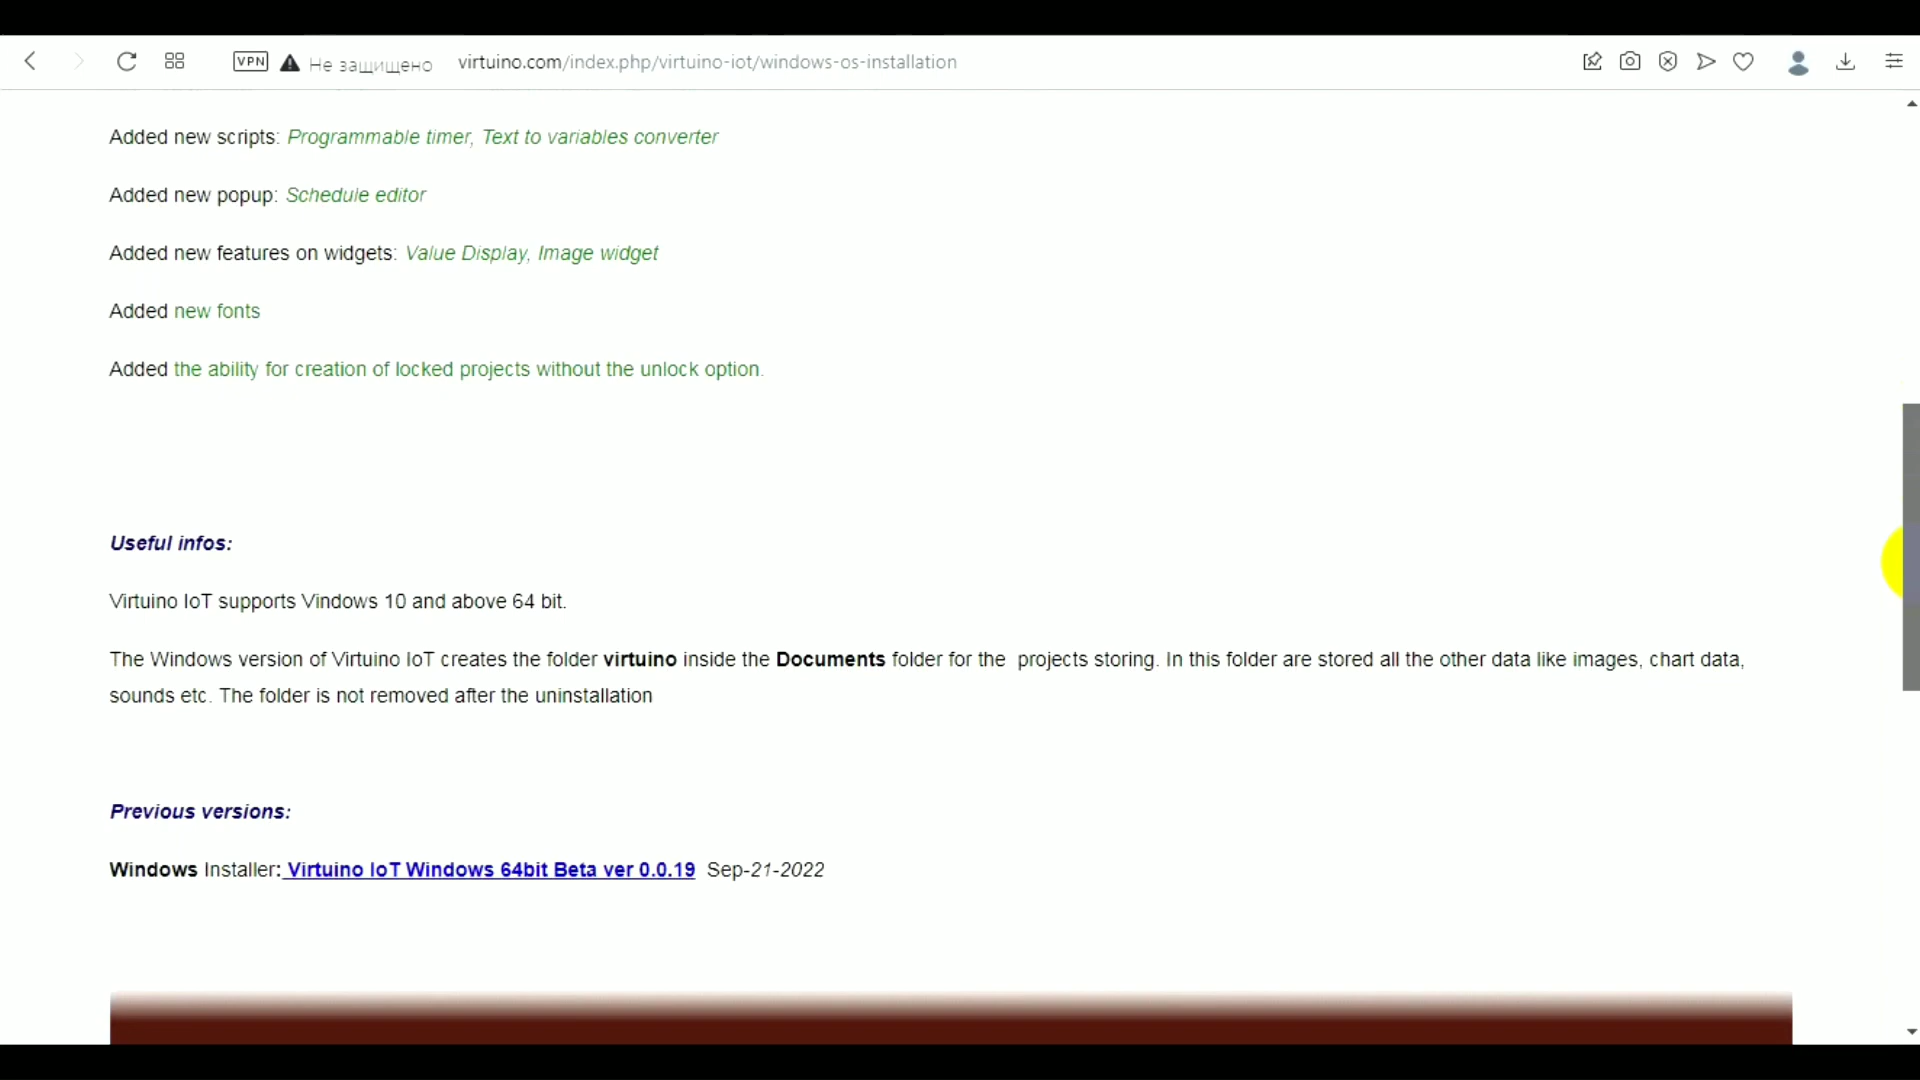 VPN Не защищено virtuino.com/index.php/virtuino-iot/windows-os-installation
Added new scripts: Programmable timer, Text to variables converter
Added new popup: Schedule editor
Added new features on widgets: Value Display, Image widget
Added new fonts
Added the ability for creation of locked projects without the unlock option.
Useful infos:
Virtuino IoT supports Vindows 10 and above 64 bit.
The Windows version of Virtuino IoT creates the folder virtuino inside the Documents folder for the projects storing. In this folder are stored all the other data like images, chart data,
sounds etc. The folder is not removed after the uninstallation
Previous versions:
Windows Installer: Virtuino IoT Windows 64bit Beta ver 0.0.19 Sep-21-2022